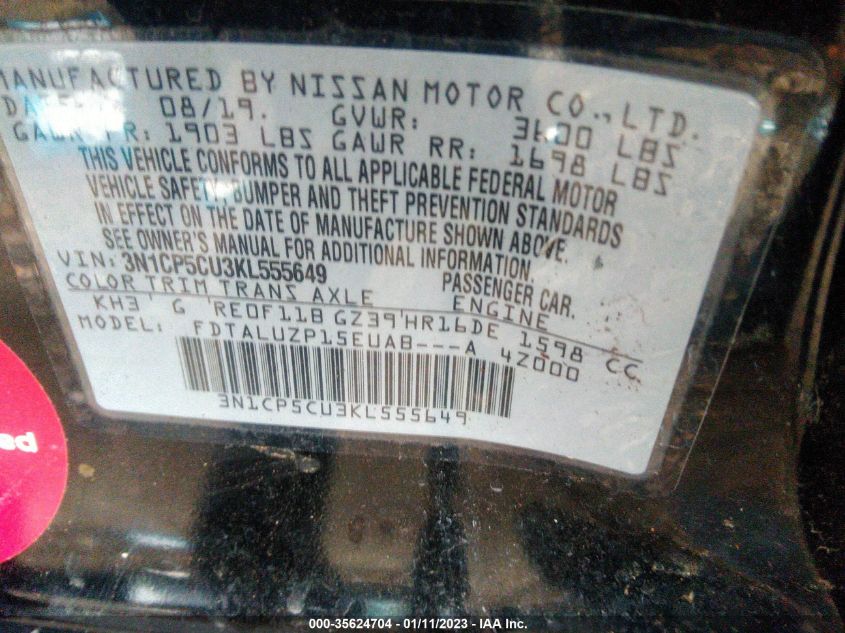 MANUFACTURED BY NISSAN MOTOR CO., LTD.
08/19. GVWR: 3600 LBS
GAWR FR: 1903 LBS GAWR RR: 1698 LBS
THIS VEHICLE CONFORMS TO ALL APPLICABLE FEDERAL MOTOR
VEHICLE SAFETY, BUMPER AND THEFT PREVENTION STANDARDS
IN EFFECT ON THE DATE OF MANUFACTURE SHOWN ABOVE.
SEE OWNER'S MANUAL FOR ADDITIONAL INFORMATION.
VIN: 3N1CP5CU3KL555649 PASSENGER CAR.
COLOR TRIM TRANS AXLE ENGINE
KH3 G RE0F11B GZ39 HR16DE 1598 CC
MODEL: FDTALUZP15EUAB---A 4Z000
3N1CP5CU3KL555649
000-35624704 - 01/11/2023 - IAA Inc.